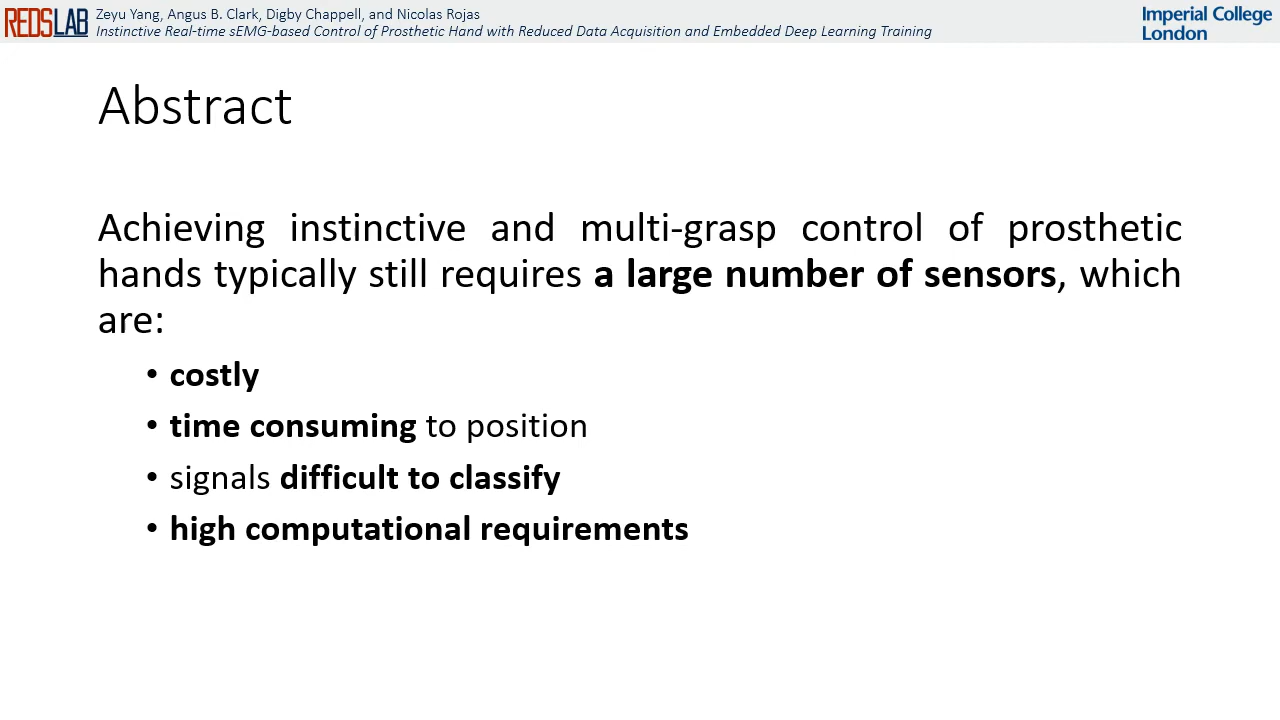 REDSLAB
Zeyu Yang, Angus B. Clark, Digby Chappell, and Nicolas Rojas
Instinctive Real-time sEMG-based Control of Prosthetic Hand with Reduced Data Acquisition and Embedded Deep Learning Training
Imperial College
London
Abstract
Achieving instinctive and multi-grasp control of prosthetic
hands typically still requires a large number of sensors, which
are:
• costly
• time consuming to position
• signals difficult to classify
• high computational requirements